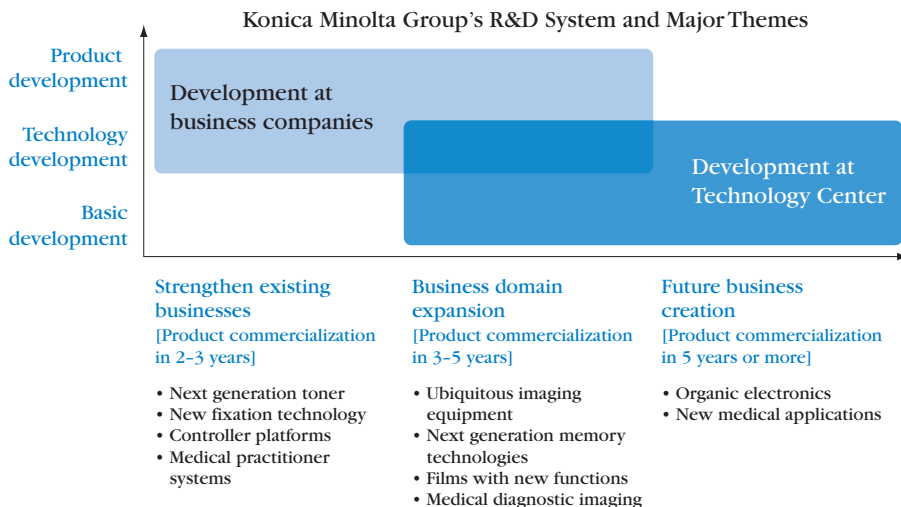 Konica Minolta Group's R&D System and Major Themes
Product
development
Technology
development
Basic
development
Development at
business companies
Development at
Technology Center
Strengthen existing
businesses
[Product commercialization
in 2–3 years]
• Next generation toner
• New fixation technology
• Controller platforms
• Medical practitioner
systems
Business domain
expansion
[Product commercialization
in 3–5 years]
• Ubiquitous imaging
equipment
• Next generation memory
technologies
• Films with new functions
• Medical diagnostic imaging
Future business
creation
[Product commercialization
in 5 years or more]
• Organic electronics
• New medical applications